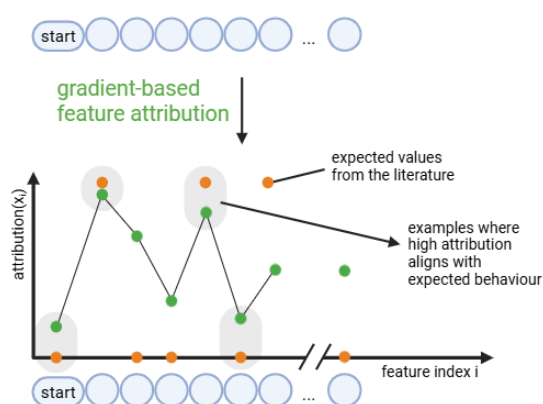 start
...
gradient-based
feature attribution
expected values
from the literature
attribution(xᵢ)
examples where
high attribution
aligns with
expected behaviour
feature index i
start
...